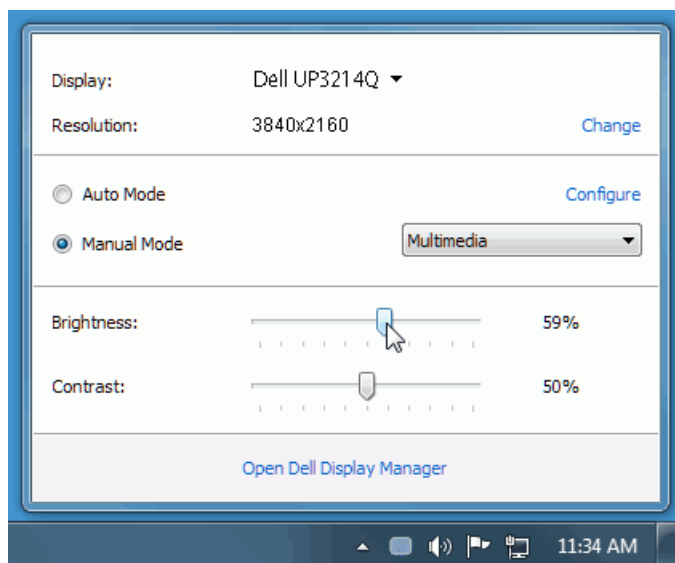 Display: Dell UP3214Q
Resolution: 3840x2160 Change
Auto Mode Configure
Manual Mode Multimedia
Brightness: 59%
Contrast: 50%
Open Dell Display Manager
11:34 AM